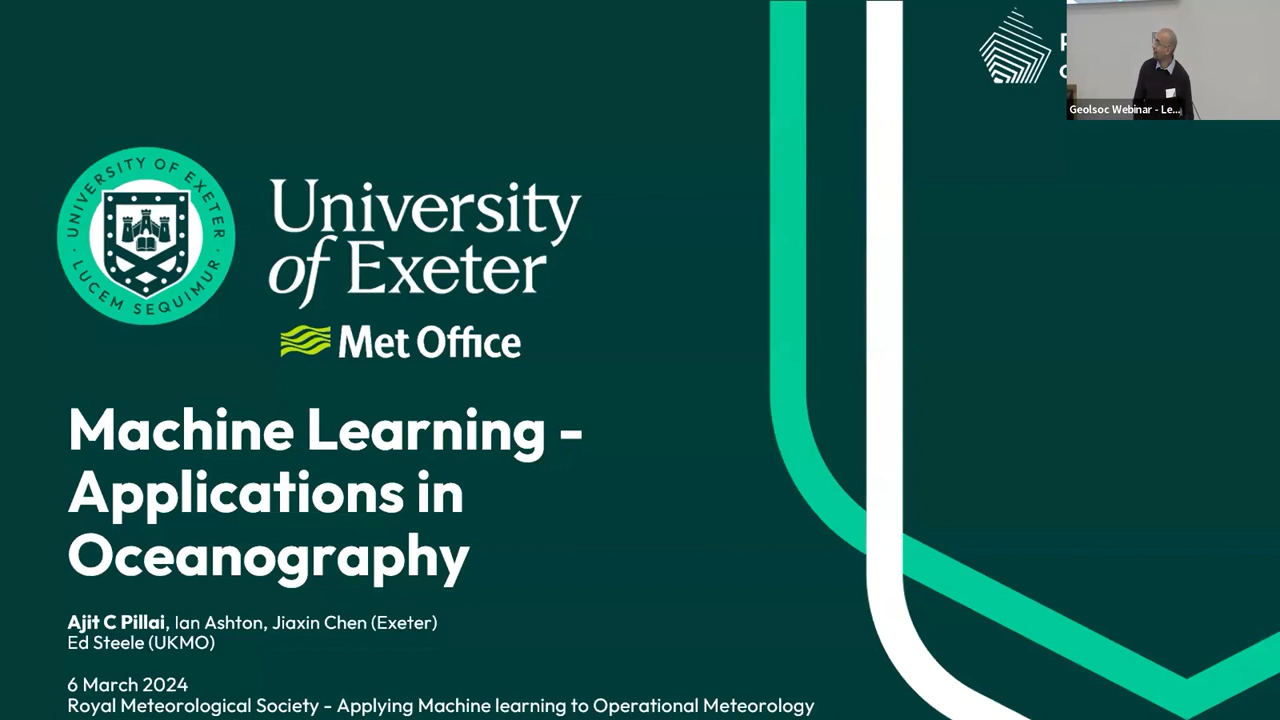 UNIVERSITY OF EXETER
LUCEM SEQUIMUR
University
of Exeter
Met Office
Geolsoc Webinar - Le...
Machine Learning -
Applications in
Oceanography
Ajit C Pillai, Ian Ashton, Jiaxin Chen (Exeter)
Ed Steele (UKMO)
6 March 2024
Royal Meteorological Society - Applying Machine learning to Operational Meteorology